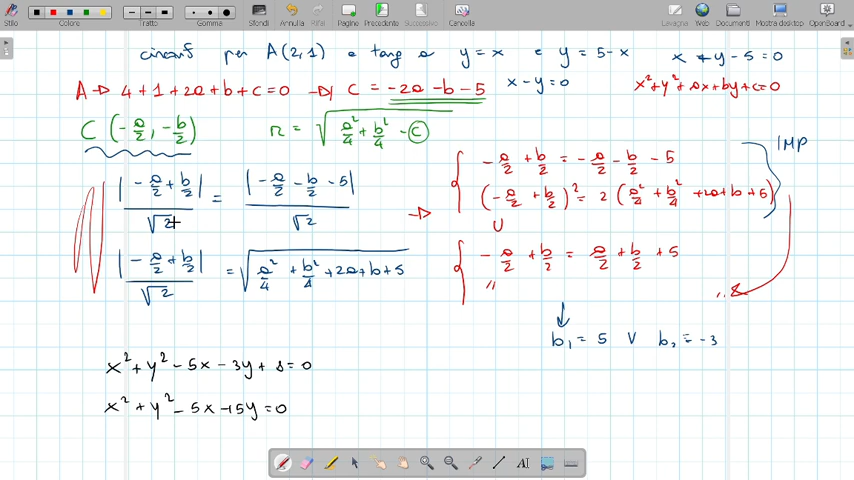 Stile Colore Tratto Gomma Sfondi Annulla Rifai Pagina Precedente Successivo Cancella Lavagna Web Documenti Mostra desktop OpenBoard
circonf per A(2,1) e tang a y=x e y=5-x x+y-5=0
x-y=0
A→ 4+1+2a+b+c=0 → c = -2a-b-5 x²+y²+ax+by+c=0
C(-a/2, -b/2) r = √(a²/4 + b²/4 - c)
|-a/2 + b/2|/√2 = |-a/2 - b/2 - 5|/√2
|-a/2 + b/2|/√2 = √(a²/4 + b²/4 + 2a + b + 5)
→ { -a/2 + b/2 = -a/2 - b/2 - 5 IMP
(-a/2 + b/2)² = 2(a²/4 + b²/4 + 2a + b + 5)
U
{ -a/2 + b/2 = a/2 + b/2 + 5
"
↓
b₁ = 5 V b₂ = -3
x²+y²-5x-3y+8=0
x²+y²-5x-15y=0